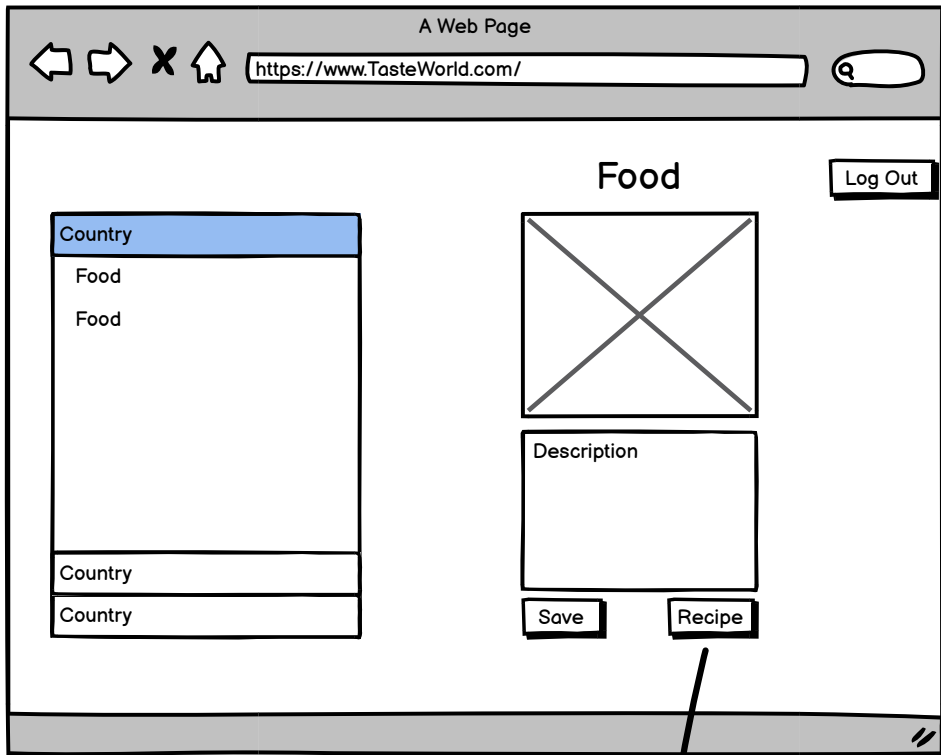 A Web Page
https://www.TasteWorld.com/
Food
Log Out
Country
Food
Food
Country
Country
Description
Save
Recipe